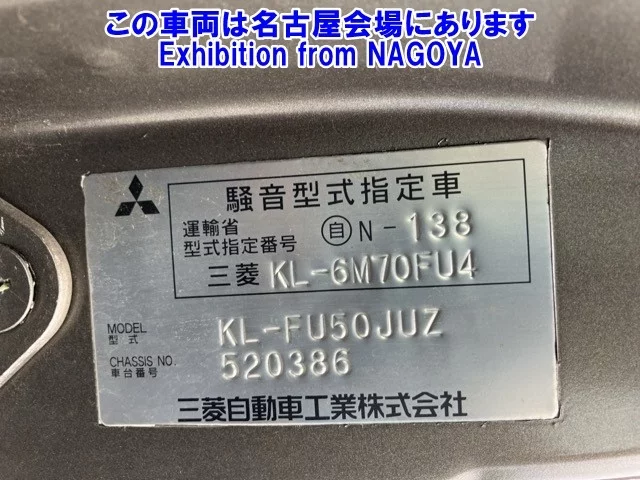 この車両は名古屋会場にあります
Exhibition from NAGOYA
騒音型式指定車
運輸省
型式指定番号 自 N-138
三菱 KL-6M70FU4
MODEL
型式 KL-FU50JUZ
CHASSIS NO.
車台番号 520386
三菱自動車工業株式会社